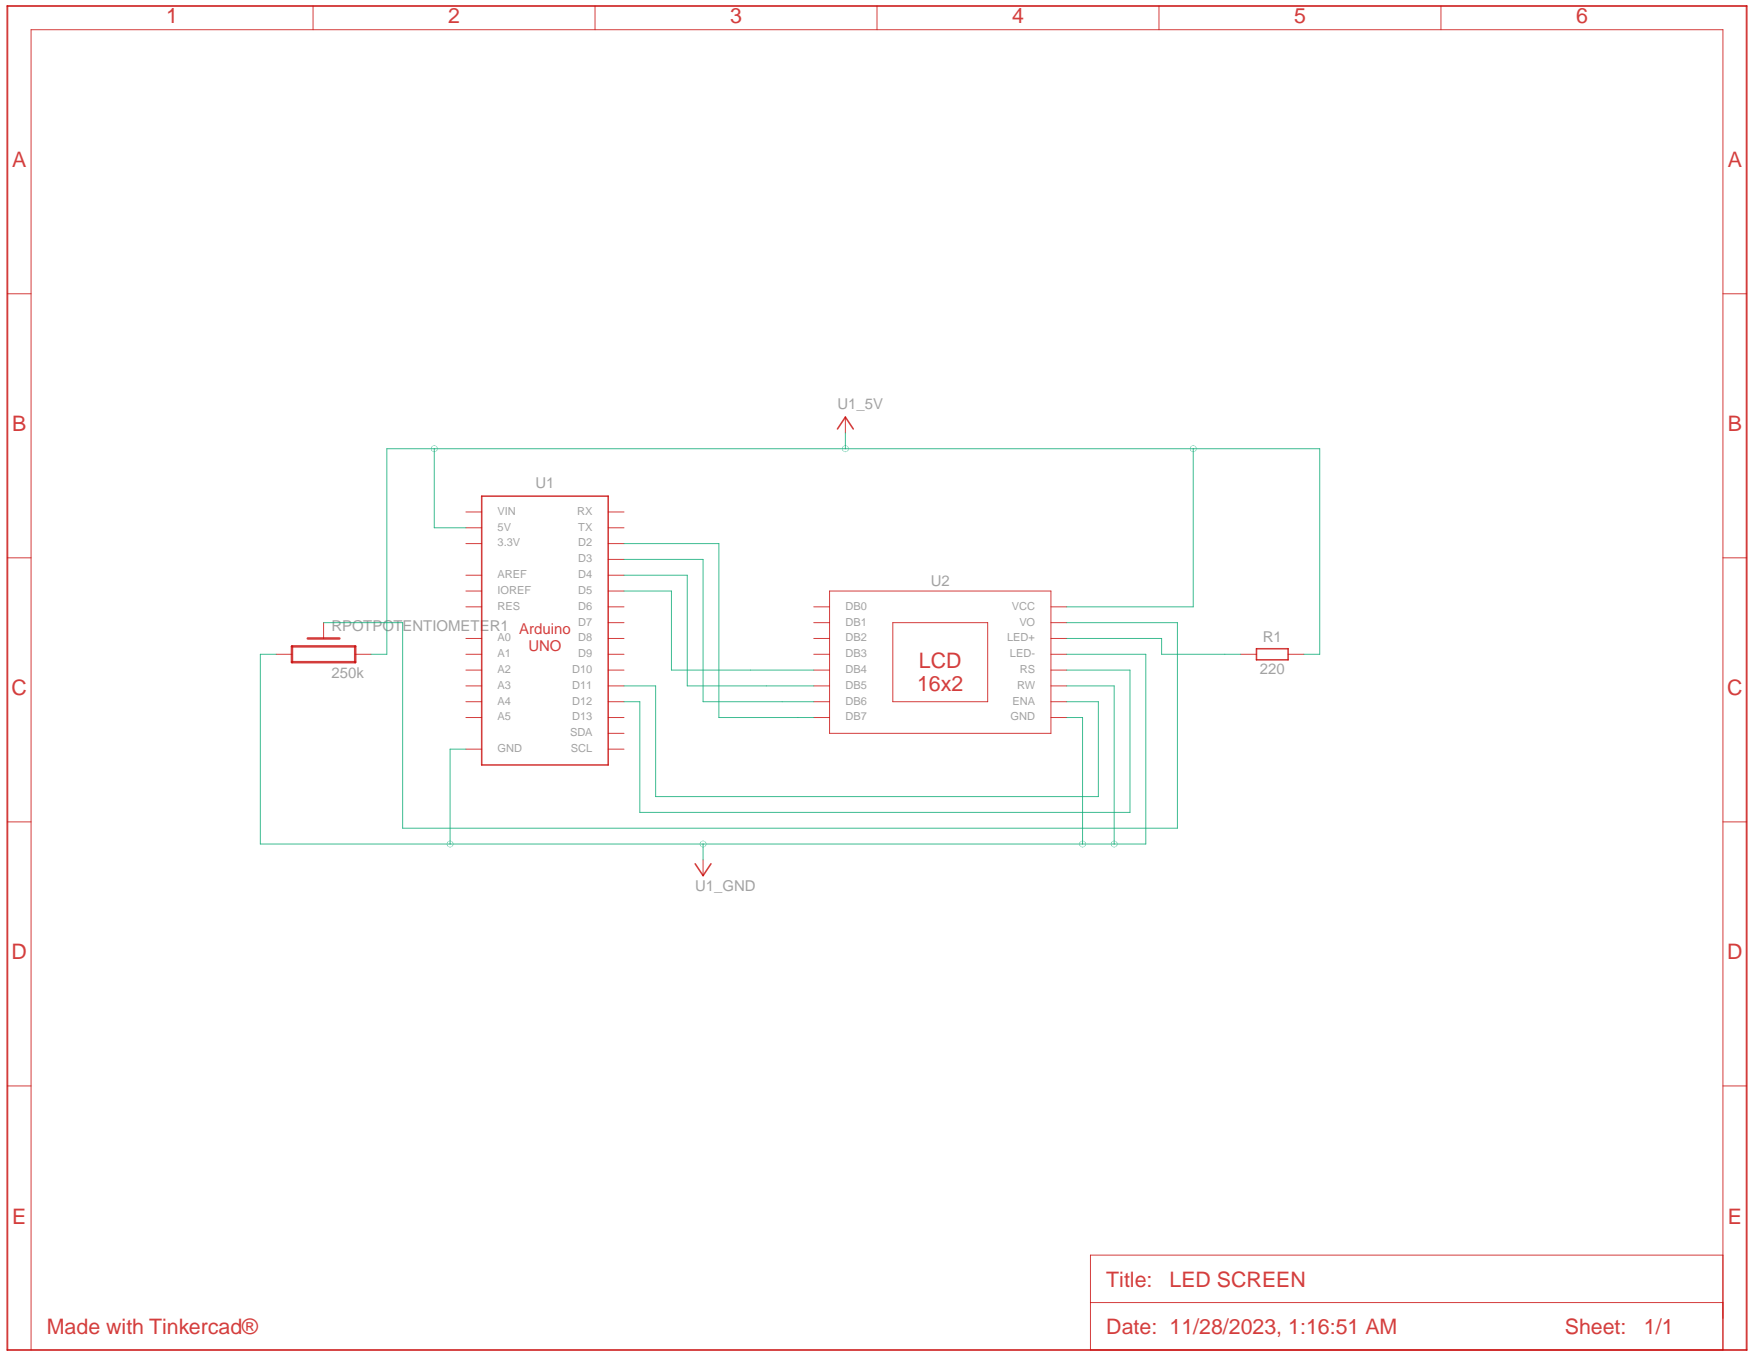 1 2 3 4 5 6
A A
B B
C C
D D
E E
U1_5V
U1
VIN RX
5V TX
3.3V D2
D3
AREF D4
IOREF D5
RES D6
D7
A0 D8
A1 D9
A2 D10
A3 D11
A4 D12
A5 D13
SDA
GND SCL
Arduino
UNO
RPOTPOTENTIOMETER1
250k
U2
DB0 VCC
DB1 VO
DB2 LED+
DB3 LED-
DB4 RS
DB5 RW
DB6 ENA
DB7 GND
LCD
16x2
R1
220
U1_GND
Title: LED SCREEN
Date: 11/28/2023, 1:16:51 AM Sheet: 1/1
Made with Tinkercad®